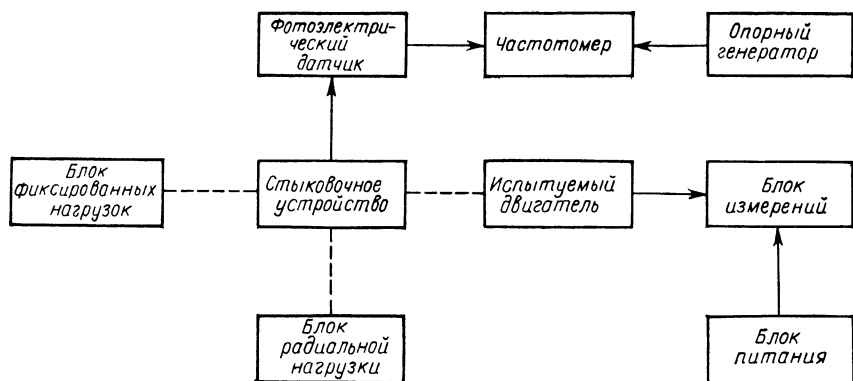 Фотоэлектри-
ческий
датчик
Частотомер
Опорный
генератор
Блок
фиксированных
нагрузок
Стыковочное
устройство
Испытуемый
двигатель
Блок
измерений
Блок
радиальной
нагрузки
Блок
питания